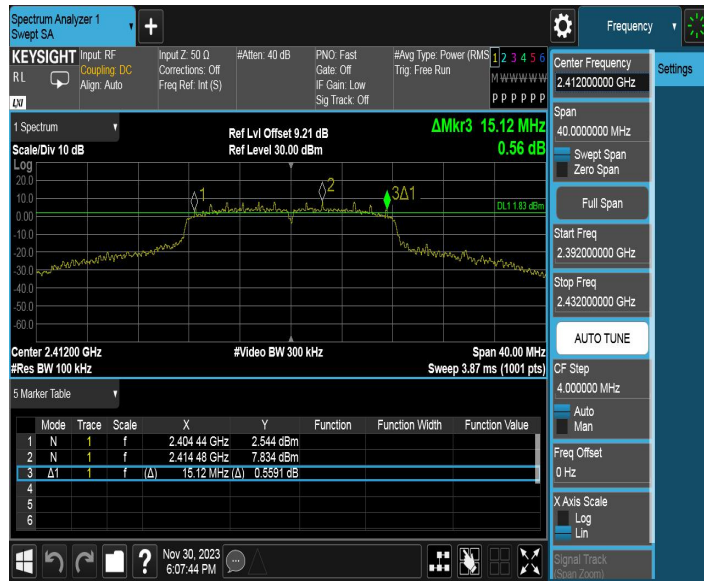 Spectrum Analyzer 1
Swept SA
+
Frequency
KEYSIGHT Input: RF Input Z: 50 Ω #Atten: 40 dB PNO: Fast #Avg Type: Power (RMS 1 2 3 4 5 6
RL Coupling: DC Corrections: Off Gate: Off Trig: Free Run
Align: Auto Freq Ref: Int (S) IF Gain: Low M W W W W W
LXI Sig Track: Off P P P P P P
1 Spectrum
Ref Lvl Offset 9.21 dB ΔMkr3 15.12 MHz
Scale/Div 10 dB Ref Level 30.00 dBm 0.56 dB
Log
20.0
10.0
0.00
-10.0
-20.0
-30.0
-40.0
-50.0
-60.0
1
2
3Δ1
DL1 1.83 dBm
Center 2.41200 GHz #Video BW 300 kHz Span 40.00 MHz
#Res BW 100 kHz Sweep 3.87 ms (1001 pts)
5 Marker Table
Mode Trace Scale X Y Function Function Width Function Value
1 N 1 f 2.404 44 GHz 2.544 dBm
2 N 1 f 2.414 48 GHz 7.834 dBm
3 Δ1 1 f (Δ) 15.12 MHz (Δ) 0.5591 dB
4
5
6
?
Nov 30, 2023
6:07:44 PM
Center Frequency
2.412000000 GHz
Settings
Span
40.0000000 MHz
Swept Span
Zero Span
Full Span
Start Freq
2.392000000 GHz
Stop Freq
2.432000000 GHz
AUTO TUNE
CF Step
4.000000 MHz
Auto
Man
Freq Offset
0 Hz
X Axis Scale
Log
Lin
Signal Track
(Span Zoom)